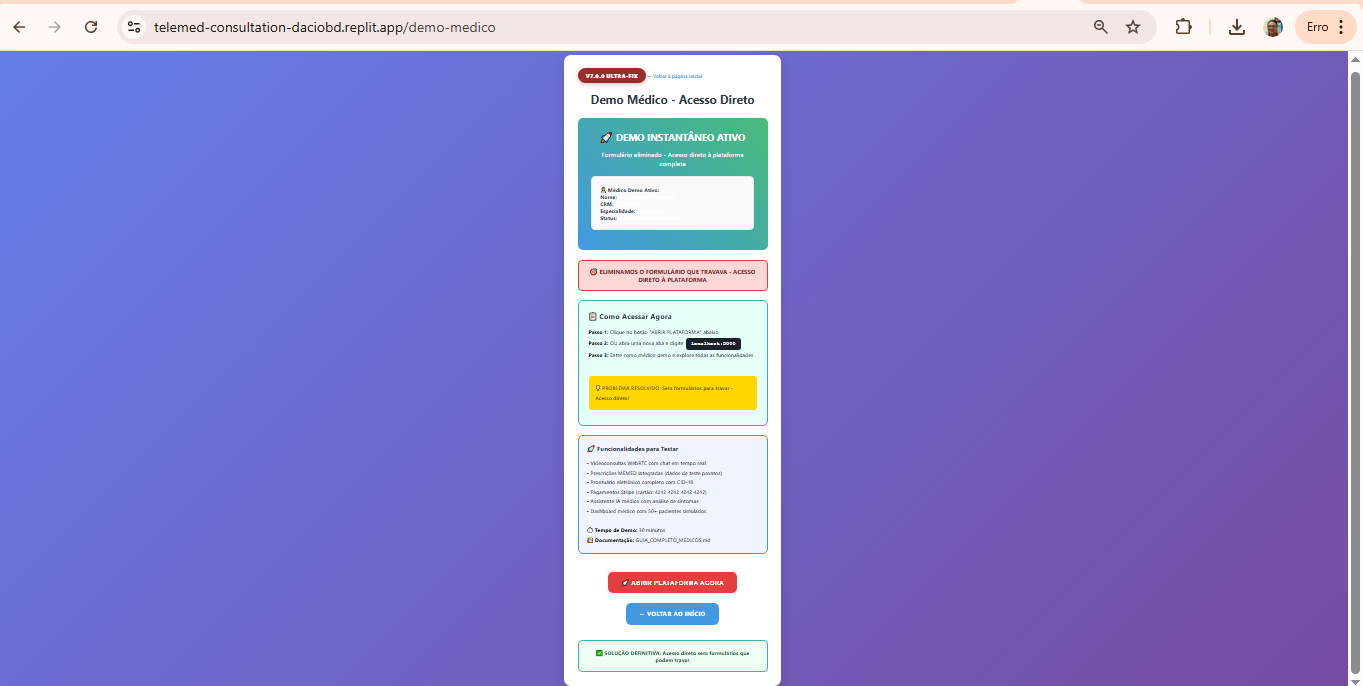 telemed-consultation-daciobd.replit.app/demo-medico
Erro
V7.0.0 ULTRA-FIX ← Voltar à página inicial
Demo Médico - Acesso Direto
🚀 DEMO INSTANTÂNEO ATIVO
Formulário eliminado - Acesso direto à plataforma
completa
Médico Demo Ativo:
Nome:
CRM:
Especialidade:
Status:
🎯 ELIMINAMOS O FORMULÁRIO QUE TRAVAVA - ACESSO
DIRETO À PLATAFORMA
📋 Como Acessar Agora
Passo 1: Clique no botão "ABRIR PLATAFORMA" abaixo
Passo 2: OU abra uma nova aba e digite: localhost:5000
Passo 3: Entre como médico demo e explore todas as funcionalidades
💡 PROBLEMA RESOLVIDO: Sem formulários para travar -
Acesso direto!
🚀 Funcionalidades para Testar
• Videoconsultas WebRTC com chat em tempo real
• Prescrições MEMED integradas (dados de teste prontos)
• Prontuário eletrônico completo com CID-10
• Pagamentos Stripe (cartão: 4242 4242 4242 4242)
• Assistente IA médico com análise de sintomas
• Dashboard médico com 50+ pacientes simulados
⏱ Tempo de Demo: 30 minutos
📗 Documentação: GUIA_COMPLETO_MEDICOS.md
🚀 ABRIR PLATAFORMA AGORA
← VOLTAR AO INÍCIO
✅ SOLUÇÃO DEFINITIVA: Acesso direto sem formulários que
podem travar